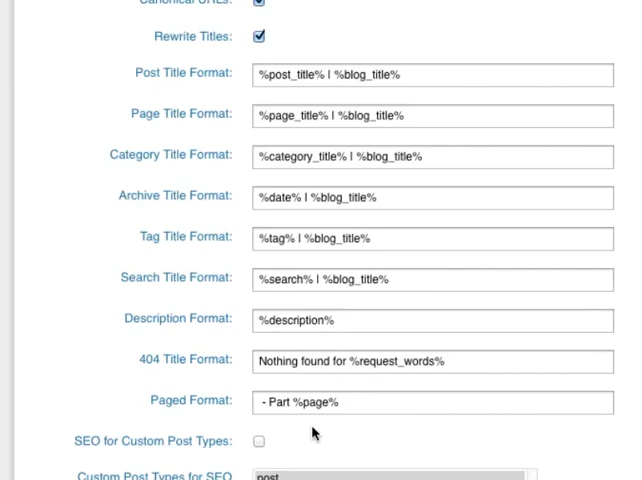 Canonical URLs:
Rewrite Titles:
Post Title Format: %post_title% | %blog_title%
Page Title Format: %page_title% | %blog_title%
Category Title Format: %category_title% | %blog_title%
Archive Title Format: %date% | %blog_title%
Tag Title Format: %tag% | %blog_title%
Search Title Format: %search% | %blog_title%
Description Format: %description%
404 Title Format: Nothing found for %request_words%
Paged Format: - Part %page%
SEO for Custom Post Types:
Custom Post Types for SEO post